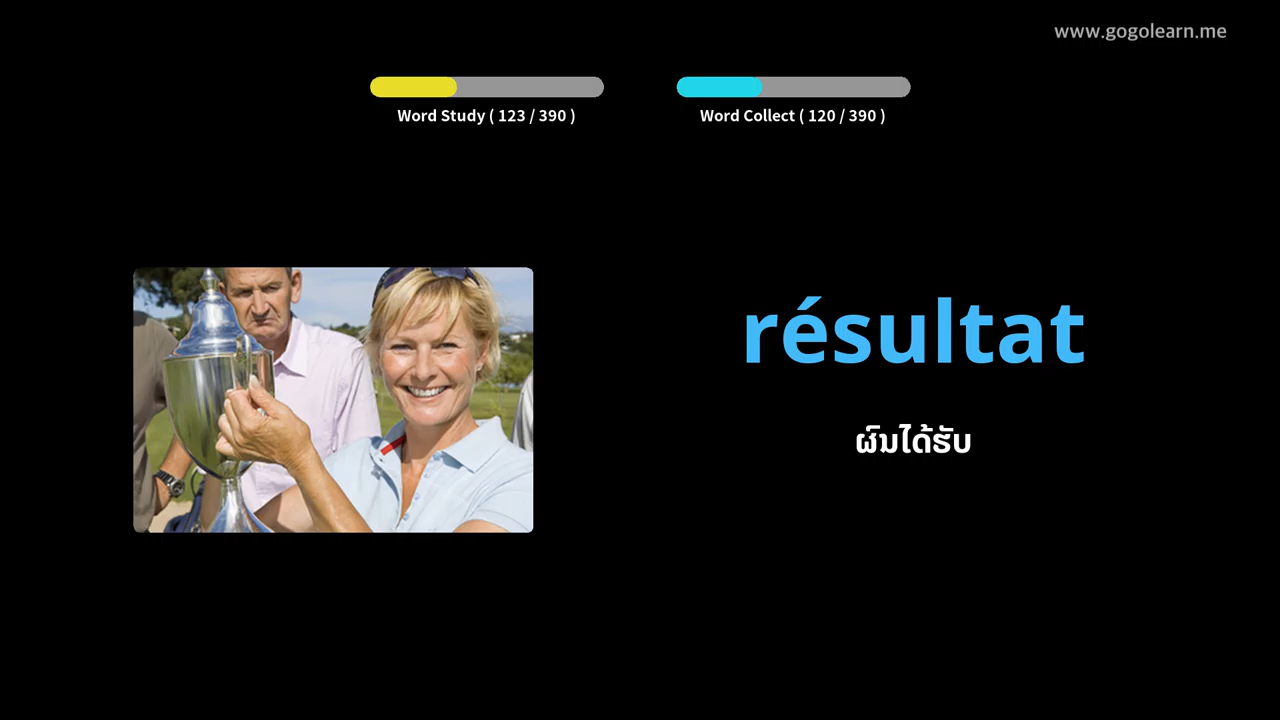 www.gogolearn.me
Word Study ( 123 / 390 )
Word Collect ( 120 / 390 )
résultat
ຜົນໄດ້ຮັບ